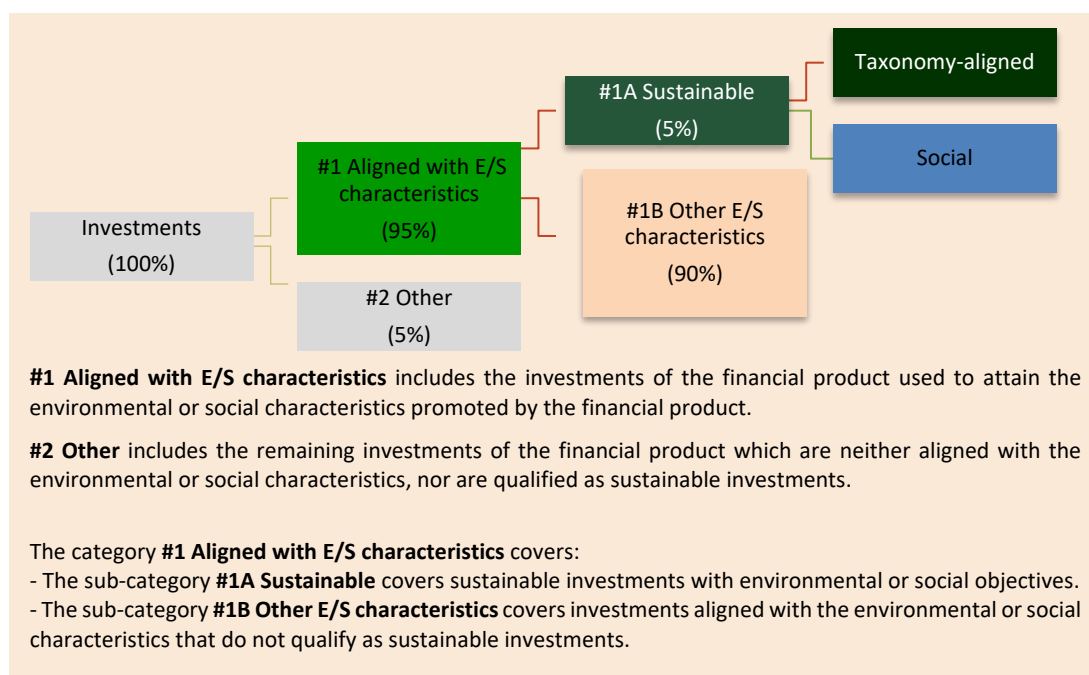 Taxonomy-aligned
#1A Sustainable
(5%)
Social
#1 Aligned with E/S
characteristics
(95%)
#1B Other E/S
characteristics
(90%)
Investments
(100%)
#2 Other
(5%)
#1 Aligned with E/S characteristics includes the investments of the financial product used to attain the
environmental or social characteristics promoted by the financial product.
#2 Other includes the remaining investments of the financial product which are neither aligned with the
environmental or social characteristics, nor are qualified as sustainable investments.
The category #1 Aligned with E/S characteristics covers:
- The sub-category #1A Sustainable covers sustainable investments with environmental or social objectives.
- The sub-category #1B Other E/S characteristics covers investments aligned with the environmental or social
characteristics that do not qualify as sustainable investments.